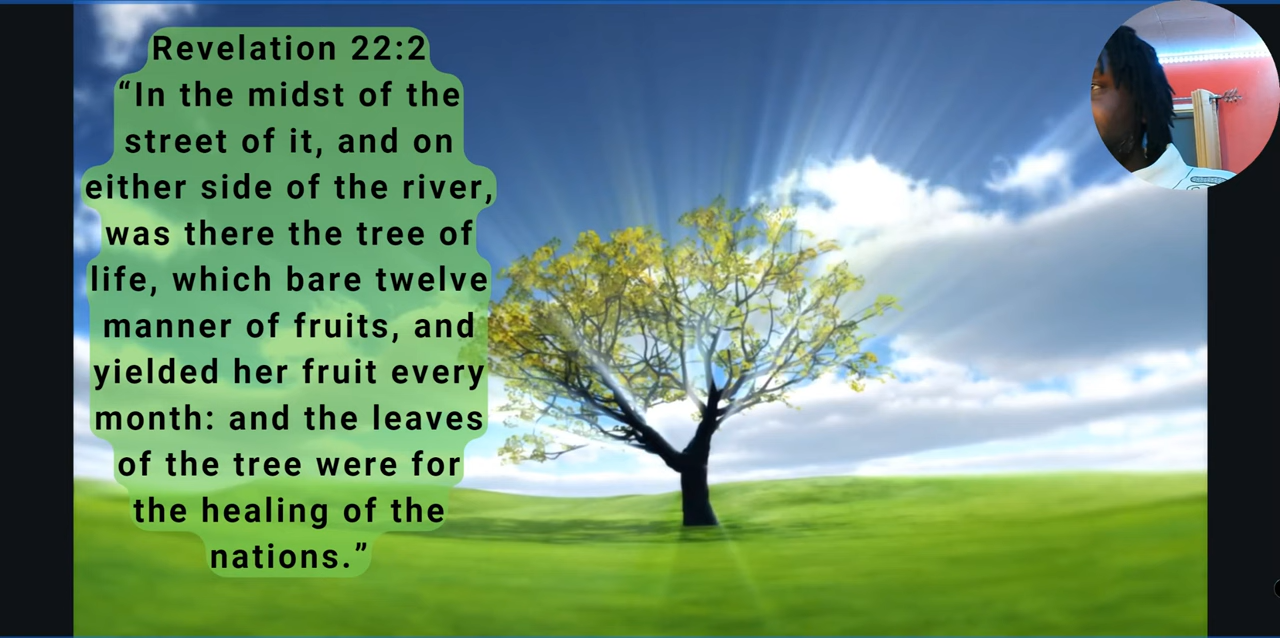 Revelation 22:2
“In the midst of the
street of it, and on
either side of the river,
was there the tree of
life, which bare twelve
manner of fruits, and
yielded her fruit every
month: and the leaves
of the tree were for
the healing of the
nations.”